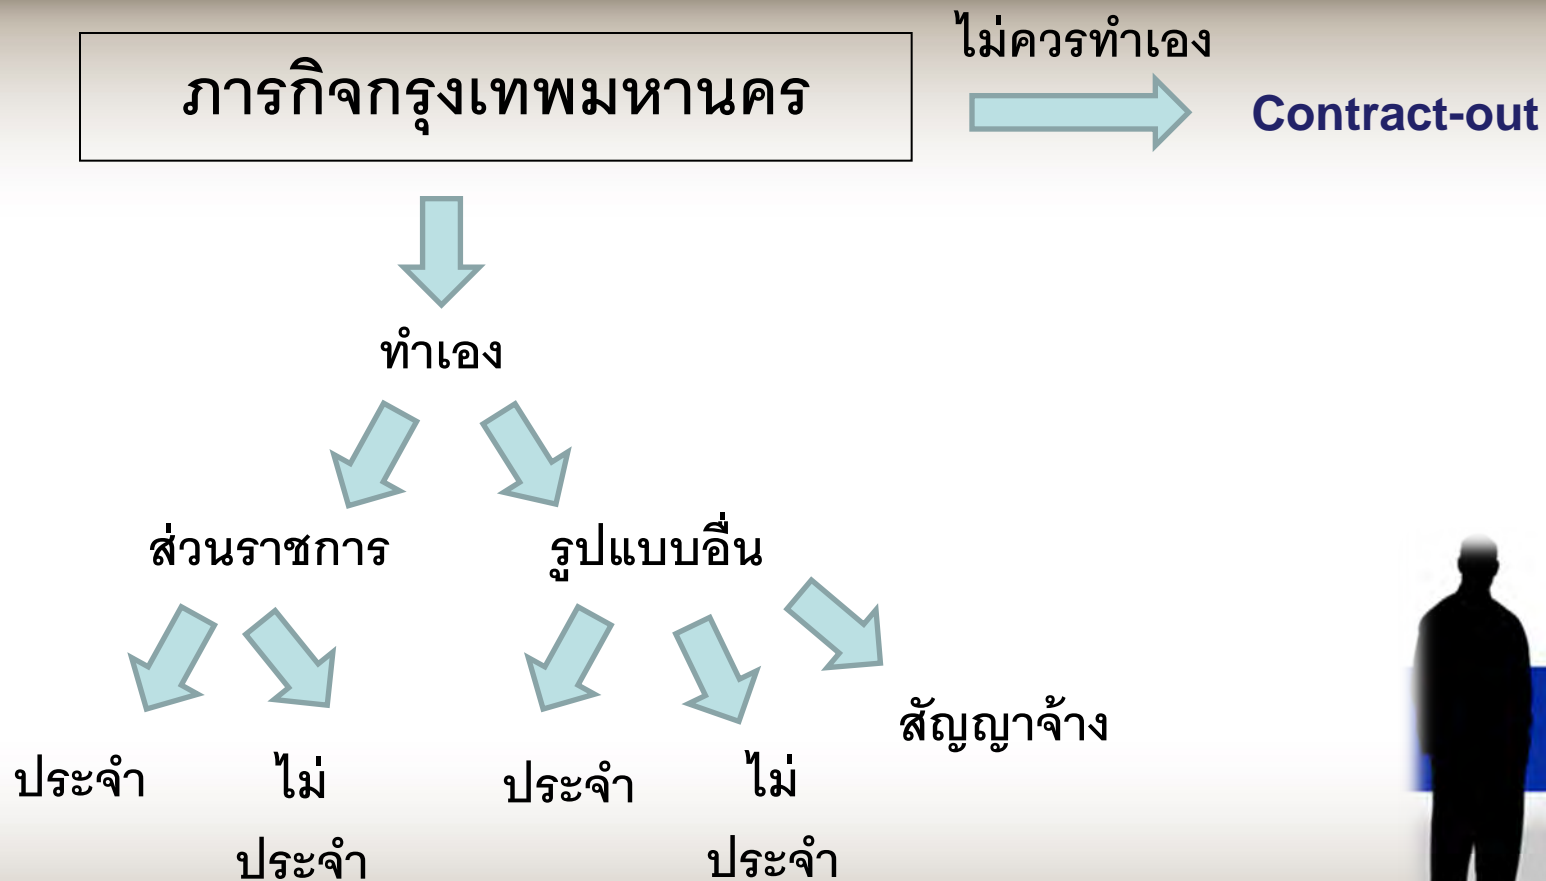 ไม่ควรทำเอง
ภารกิจกรุงเทพมหานคร
Contract-out
ทำเอง
ส่วนราชการ
รูปแบบอื่น
สัญญาจ้าง
ประจำ
ไม่
ประจำ
ประจำ
ไม่
ประจำ